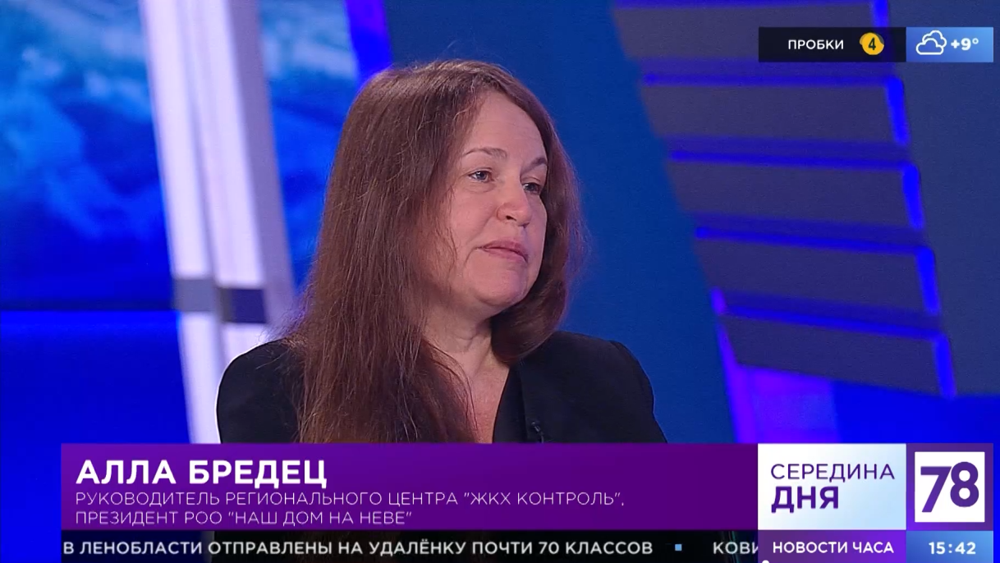 ПРОБКИ 4 +9°
АЛЛА БРЕДЕЦ
РУКОВОДИТЕЛЬ РЕГИОНАЛЬНОГО ЦЕНТРА "ЖКХ КОНТРОЛЬ",
ПРЕЗИДЕНТ РОО "НАШ ДОМ НА НЕВЕ"
СЕРЕДИНА
ДНЯ
78
В ЛЕНОБЛАСТИ ОТПРАВЛЕНЫ НА УДАЛЁНКУ ПОЧТИ 70 КЛАССОВ
НОВОСТИ ЧАСА 15:42